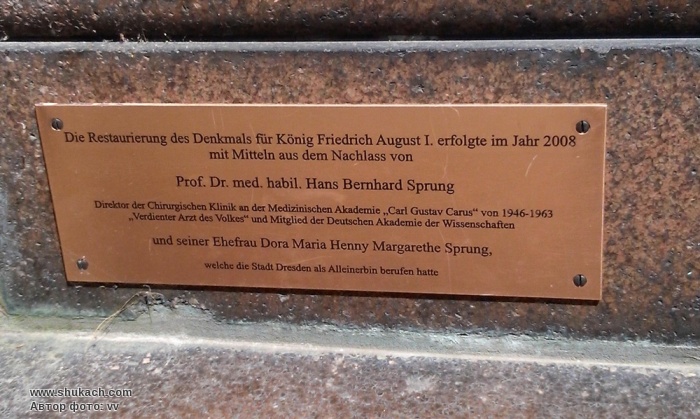 Die Restaurierung des Denkmals für König Friedrich August I. erfolgte im Jahr 2008
mit Mitteln aus dem Nachlass von
Prof. Dr. med. habil. Hans Bernhard Sprung
Direktor der Chirurgischen Klinik an der Medizinischen Akademie „Carl Gustav Carus“ von 1946-1963
„Verdienter Arzt des Volkes“ und Mitglied der Deutschen Akademie der Wissenschaften
und seiner Ehefrau Dora Maria Henny Margarethe Sprung,
welche die Stadt Dresden als Alleinerbin berufen hatte
www.shukach.com
Автор фото: vv